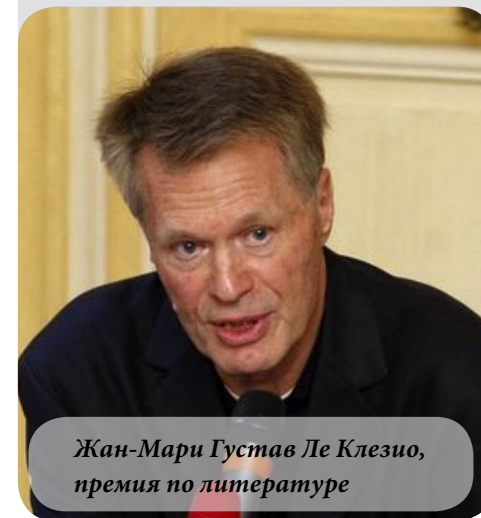 Жан-Мари Густав Ле Клезио,
премия по литературе